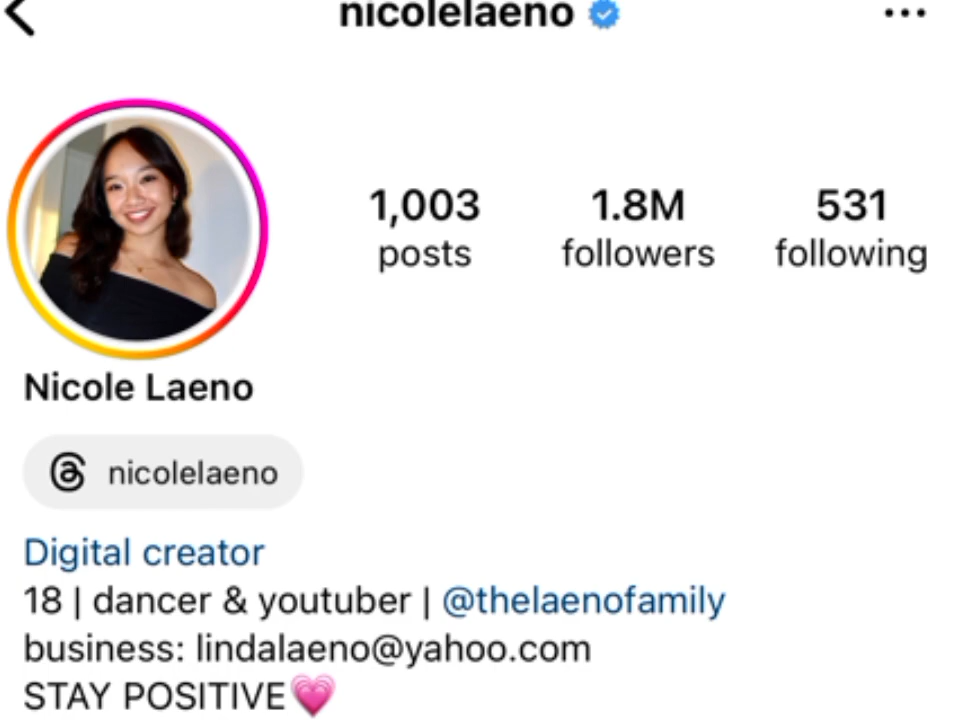 nicolelaeno
1,003 1.8M 531
posts followers following
Nicole Laeno
nicolelaeno
Digital creator
18 | dancer & youtuber | @thelaenofamily
business: lindalaeno@yahoo.com
STAY POSITIVE💗